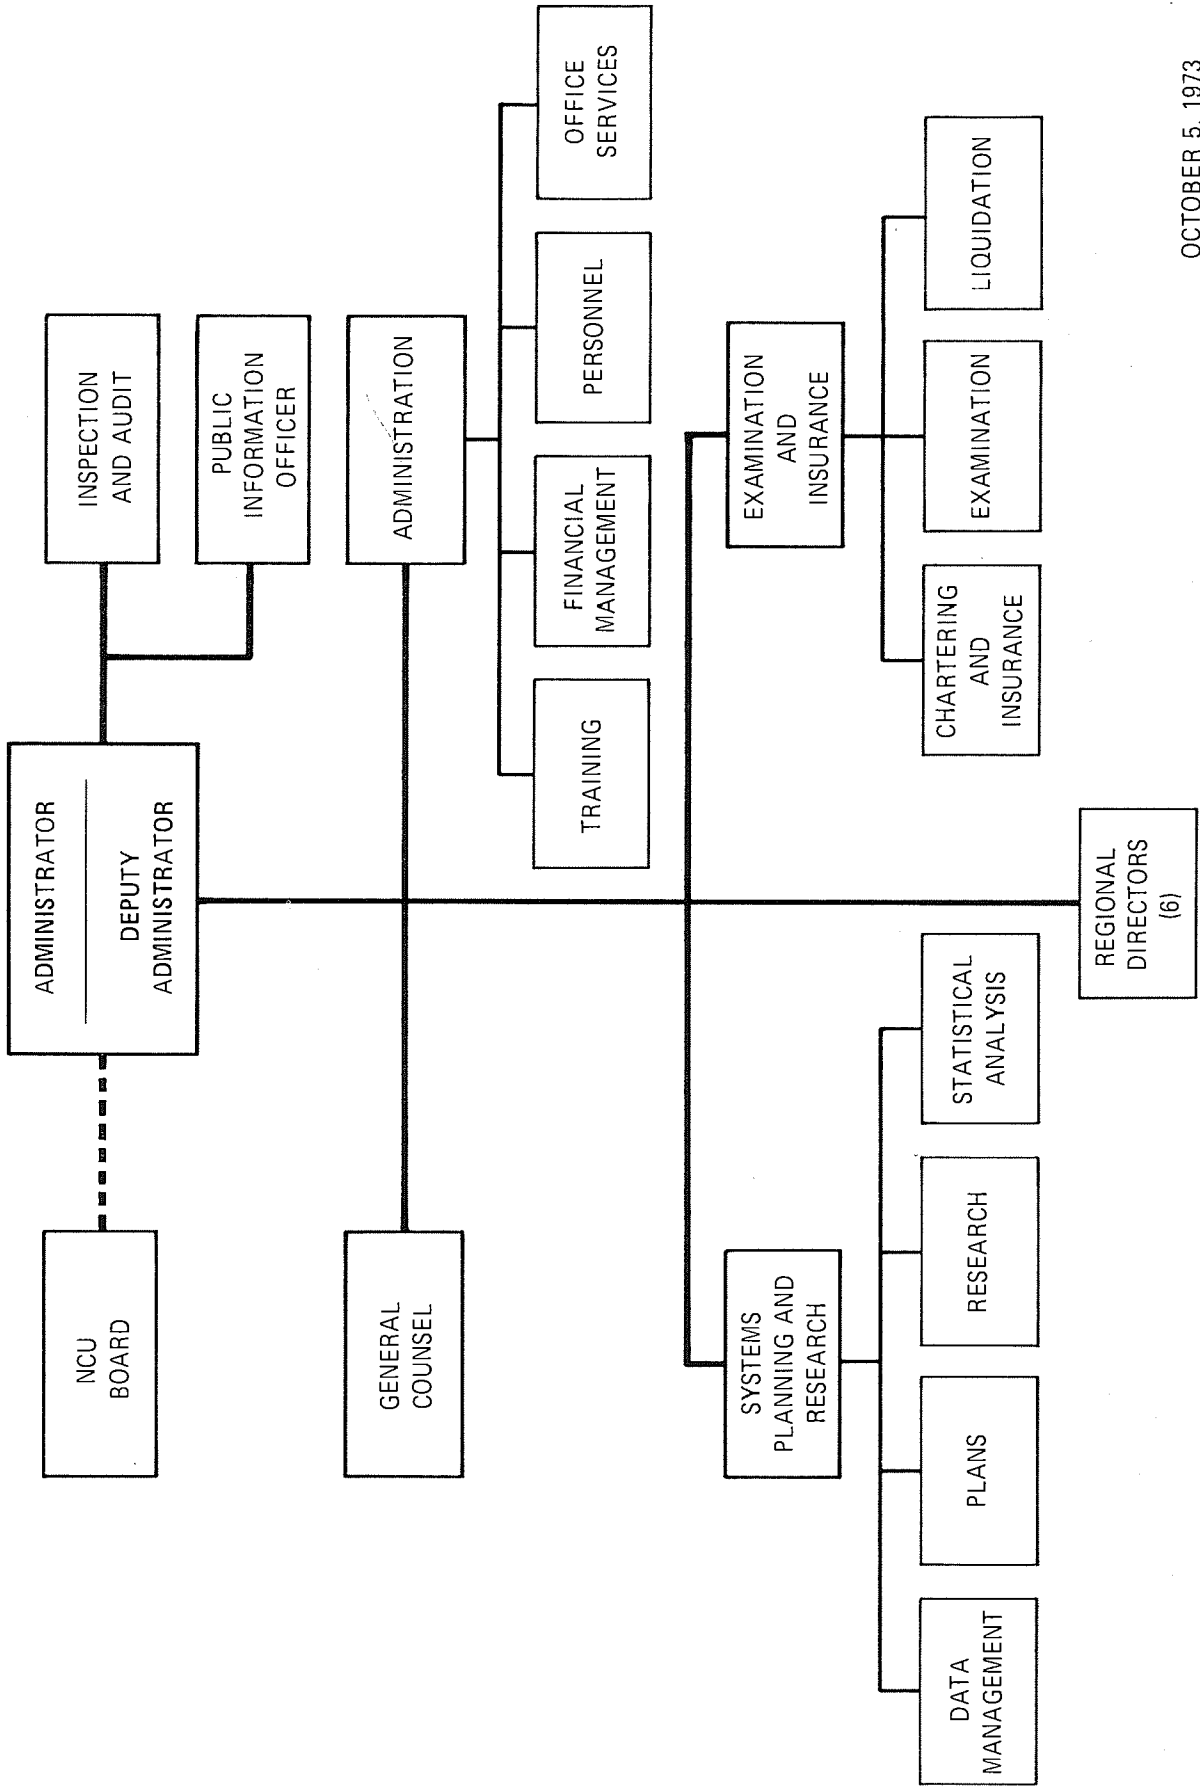 NCU
BOARD
ADMINISTRATOR
DEPUTY
ADMINISTRATOR
INSPECTION
AND AUDIT
PUBLIC
INFORMATION
OFFICER
GENERAL
COUNSEL
ADMINISTRATION
TRAINING
FINANCIAL
MANAGEMENT
PERSONNEL
OFFICE
SERVICES
SYSTEMS
PLANNING AND
RESEARCH
EXAMINATION
AND
INSURANCE
DATA
MANAGEMENT
PLANS
RESEARCH
STATISTICAL
ANALYSIS
CHARTERING
AND
INSURANCE
EXAMINATION
LIQUIDATION
REGIONAL
DIRECTORS
(6)
OCTOBER 5, 1973